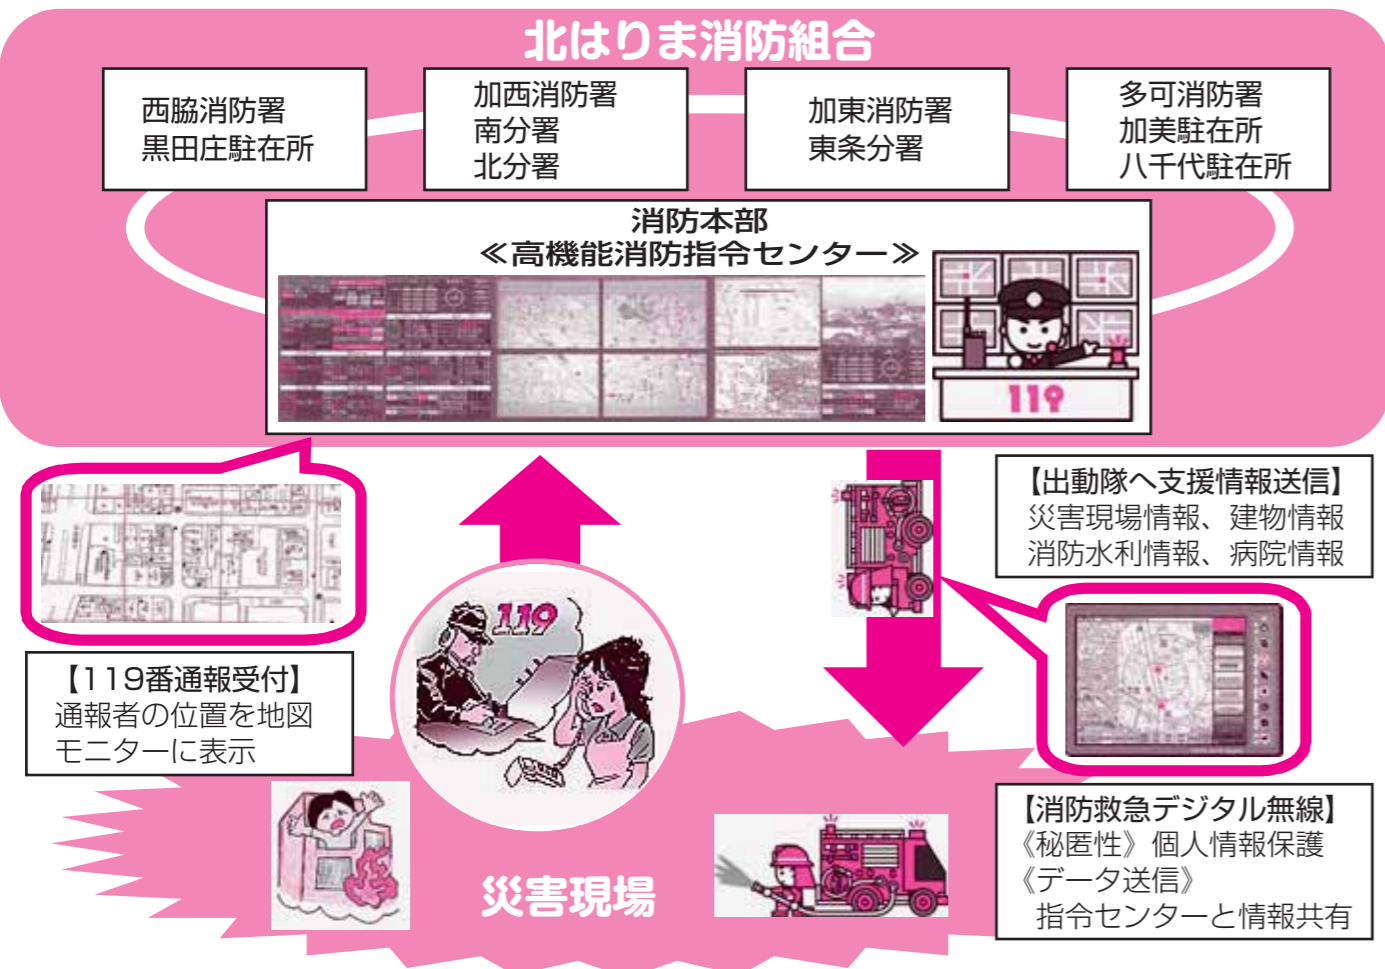 北はりま消防組合
西脇消防署
黒田庄駐在所
加西消防署
南分署
北分署
加東消防署
東条分署
多可消防署
加美駐在所
八千代駐在所
消防本部
≪高機能消防指令センター≫
119
【出動隊へ支援情報送信】
災害現場情報、建物情報
消防水利情報、病院情報
119
【119番通報受付】
通報者の位置を地図
モニターに表示
【消防救急デジタル無線】
《秘匿性》個人情報保護
《データ送信》
指令センターと情報共有
災害現場